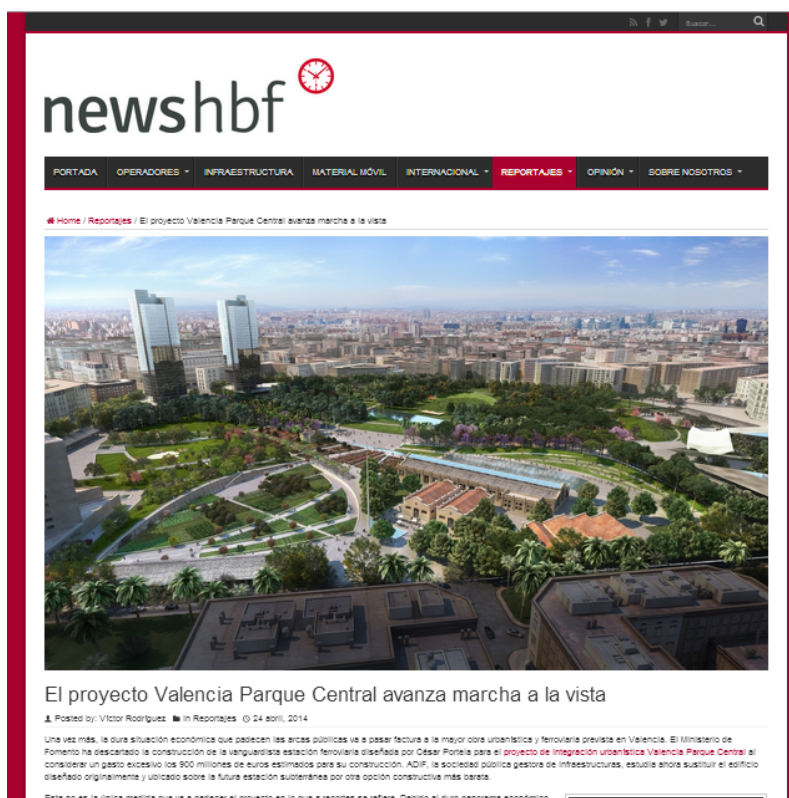 Buscar...
newshbf
PORTADA OPERADORES INFRAESTRUCTURA MATERIAL MÓVIL INTERNACIONAL REPORTAJES OPINIÓN SOBRE NOSOTROS
Home / Reportajes / El proyecto Valencia Parque Central avanza marcha a la vista
El proyecto Valencia Parque Central avanza marcha a la vista
Posted by: Víctor Rodríguez in Reportajes 24 abril, 2014
Una vez más, la dura situación económica que padecen las arcas públicas va a pasar factura a la mayor obra urbanística y ferroviaria prevista en Valencia. El Ministerio de
Fomento ha descartado la construcción de la vanguardista estación ferroviaria diseñada por César Portela para el proyecto de integración urbanística Valencia Parque Central al
considerar un gasto excesivo los 900 millones de euros estimados para su construcción. ADIF, la sociedad pública gestora de infraestructuras, estudia ahora sustituir el edificio
diseñado originalmente y ubicado sobre la futura estación subterránea por otra opción constructiva más barata.